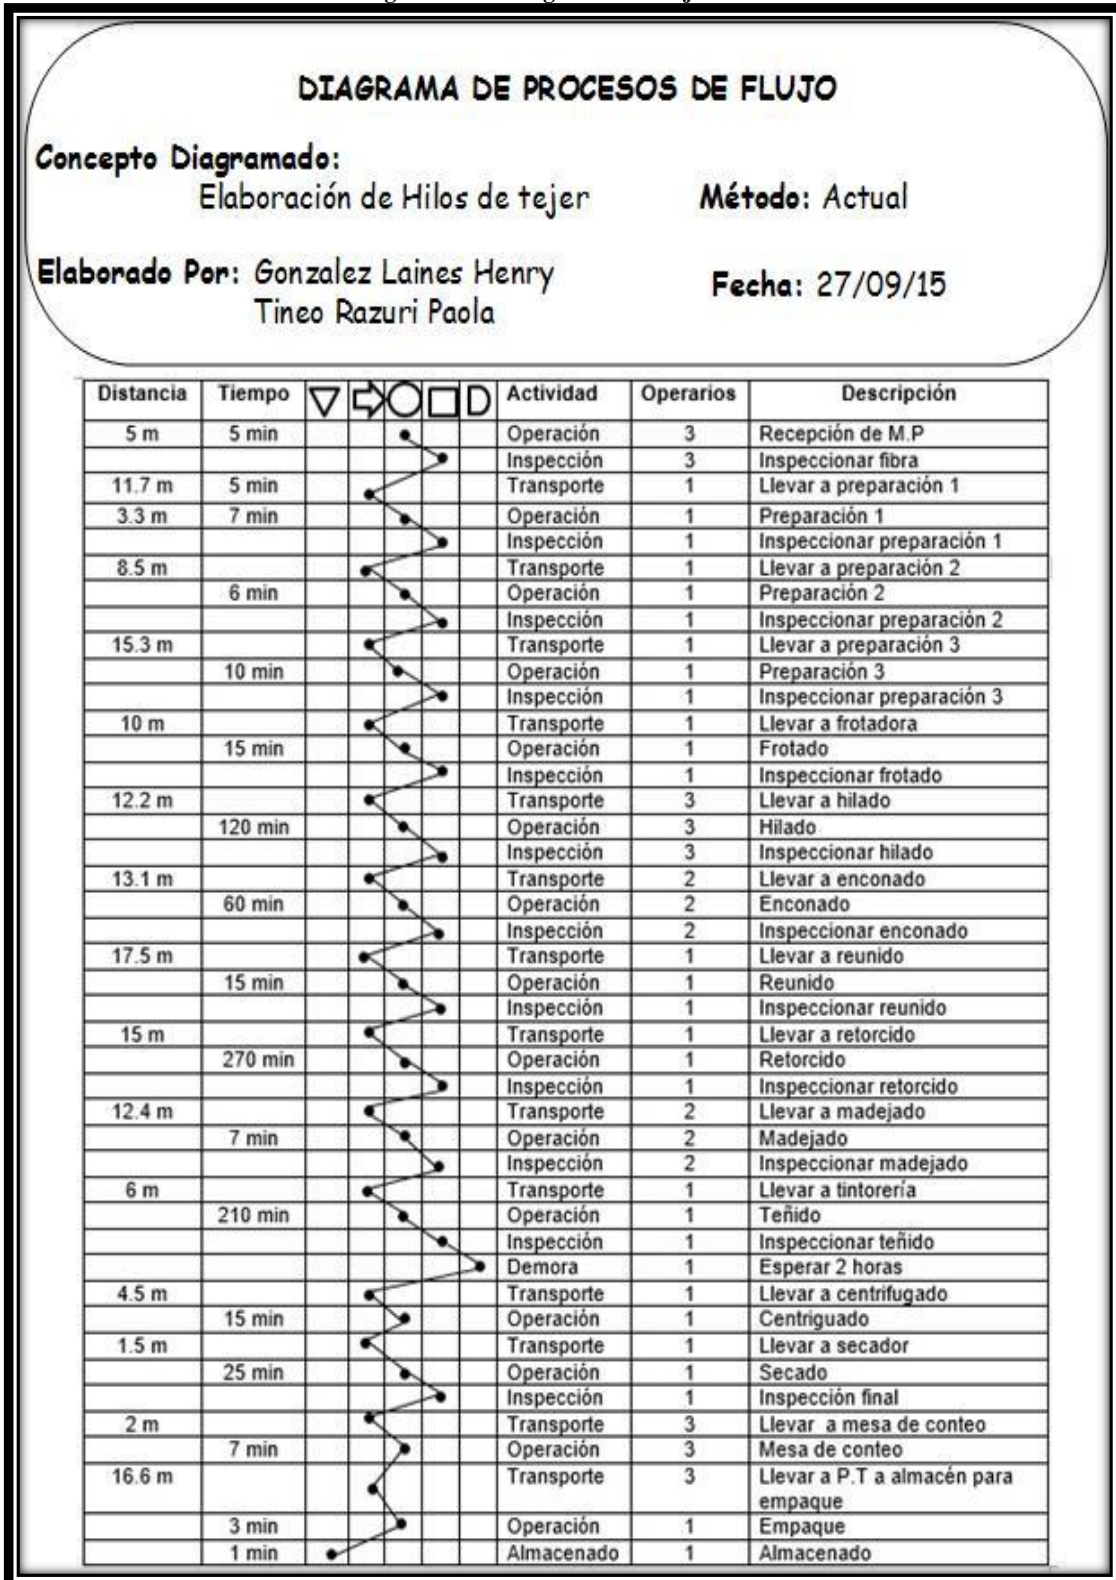 DIAGRAMA DE PROCESOS DE FLUJO
Concepto Diagramado:
Elaboración de Hilos de tejer Método: Actual
Elaborado Por: Gonzalez Laines Henry Fecha: 27/09/15
Tineo Razuri Paola
Distancia Tiempo Actividad Operarios Descripción
5 m 5 min Operación 3 Recepción de M.P
Inspección 3 Inspeccionar fibra
11.7 m 5 min Transporte 1 Llevar a preparación 1
3.3 m 7 min Operación 1 Preparación 1
Inspección 1 Inspeccionar preparación 1
8.5 m Transporte 1 Llevar a preparación 2
6 min Operación 1 Preparación 2
Inspección 1 Inspeccionar preparación 2
15.3 m Transporte 1 Llevar a preparación 3
10 min Operación 1 Preparación 3
Inspección 1 Inspeccionar preparación 3
10 m Transporte 1 Llevar a frotadora
15 min Operación 1 Frotado
Inspección 1 Inspeccionar frotado
12.2 m Transporte 3 Llevar a hilado
120 min Operación 3 Hilado
Inspección 3 Inspeccionar hilado
13.1 m Transporte 2 Llevar a enconado
60 min Operación 2 Enconado
Inspección 2 Inspeccionar enconado
17.5 m Transporte 1 Llevar a reunido
15 min Operación 1 Reunido
Inspección 1 Inspeccionar reunido
15 m Transporte 1 Llevar a retorcido
270 min Operación 1 Retorcido
Inspección 1 Inspeccionar retorcido
12.4 m Transporte 2 Llevar a madejado
7 min Operación 2 Madejado
Inspección 2 Inspeccionar madejado
6 m Transporte 1 Llevar a tintorería
210 min Operación 1 Teñido
Inspección 1 Inspeccionar teñido
Demora 1 Esperar 2 horas
4.5 m Transporte 1 Llevar a centrifugado
15 min Operación 1 Centriguado
1.5 m Transporte 1 Llevar a secador
25 min Operación 1 Secado
Inspección 1 Inspección final
2 m Transporte 3 Llevar a mesa de conteo
7 min Operación 3 Mesa de conteo
16.6 m Transporte 3 Llevar a P.T a almacén para
empaque
3 min Operación 1 Empaque
1 min Almacenado 1 Almacenado